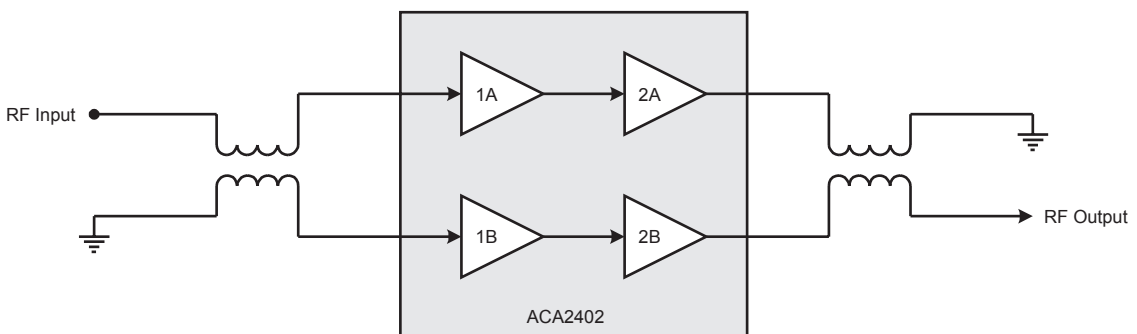 1A
2A
RF Input
1B
2B
RF Output
ACA2402